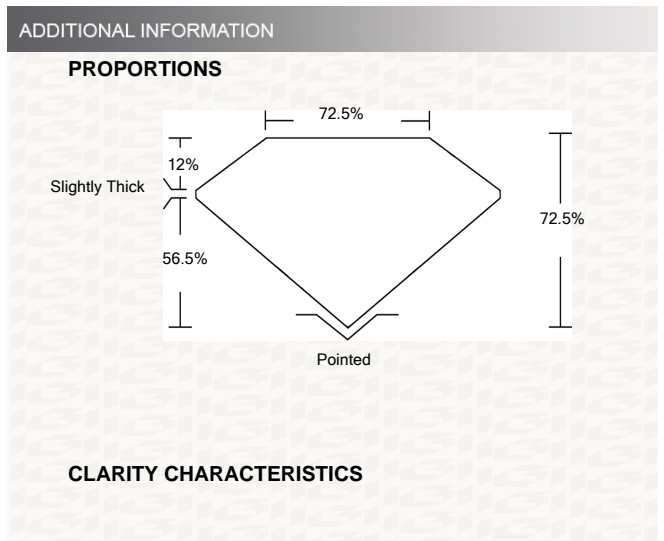 ADDITIONAL INFORMATION
PROPORTIONS
72.5%
12%
Slightly Thick
72.5%
56.5%
Pointed
CLARITY CHARACTERISTICS